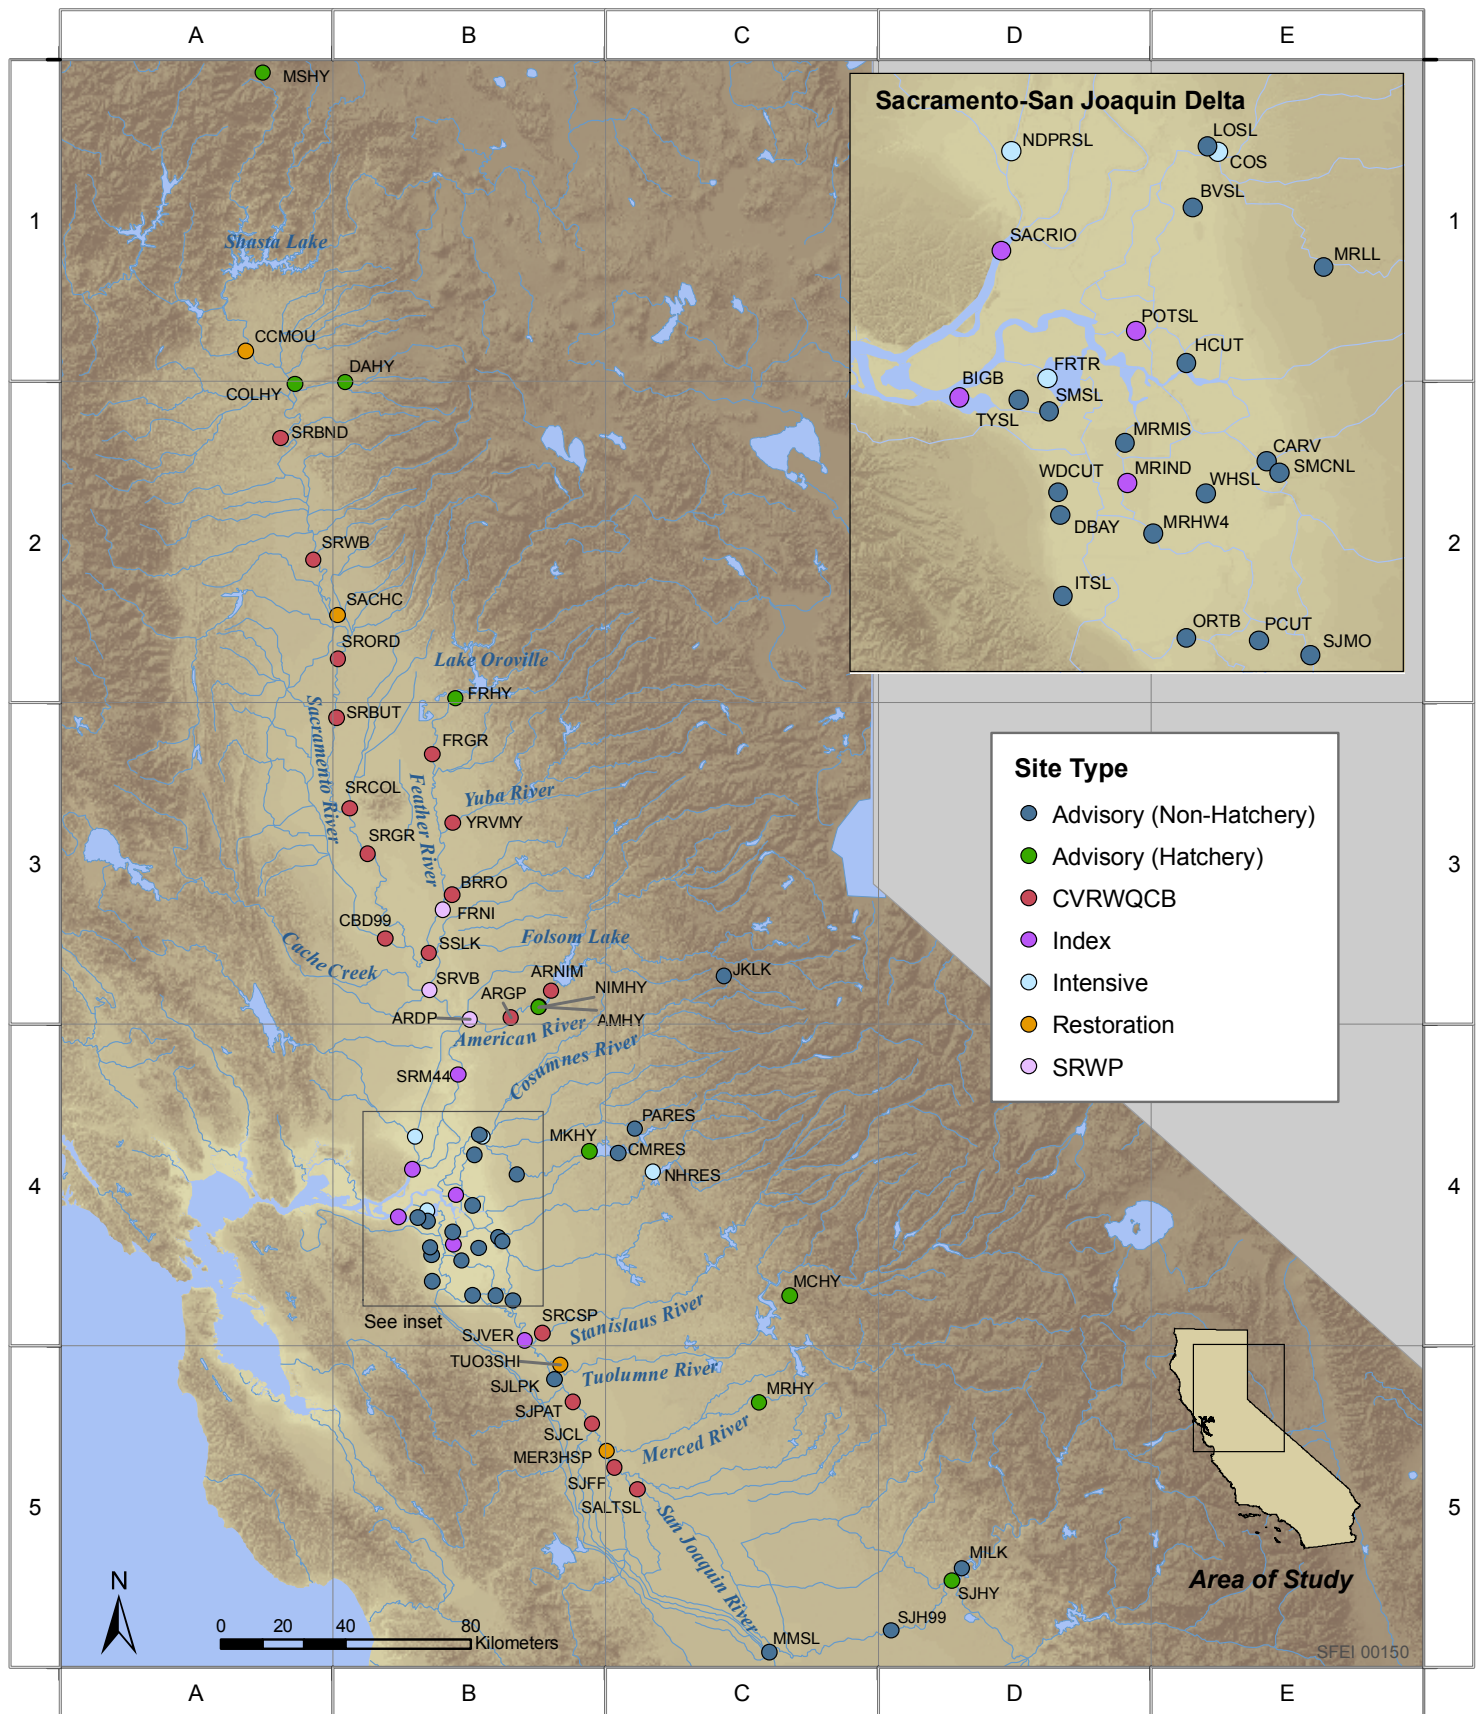 A B C D E
MSHY
Sacramento-San Joaquin Delta
LOSL
NDPRSL
COS
BVSL
1 1
SACRIO
Shasta Lake
MRLL
POTSL
CCMOU
HCUT
DAHY
FRTR
COLHY
BIGB
SMSL
TYSL
SRBND
MRMIS
CARV
SMCNL
MRIND
WDCUT
WHSL
DBAY
MRHW4
2 2
SRWB
ITSL
SACHC
ORTB
PCUT
SJMO
SRORD
Lake Oroville
FRHY
SRBUT
Sacramento River
FRGR
Site Type
Feather River
Yuba River
SRCOL
YRVMY
Advisory (Non-Hatchery)
SRGR
Advisory (Hatchery)
3 3
BRRO
CVRWQCB
FRNI
CBD99
Index
Folsom Lake
SSLK
Cache Creek
JKLK
ARNIM
SRVB
Intensive
NIMHY
ARGP
ARDP
AMHY
Restoration
American River
Cosumnes River
SRWP
SRM44
PARES
MKHY
CMRES
NHRES
4 4
MCHY
See inset
SRCSP
Stanislaus River
SJVER
TUO3SHI
Tuolumne River
SJLPK
MRHY
SJPAT
SJCL
Merced River
MER3HSP
SJFF
SALTSL
5 5
San Joaquin River
MILK
SJHY
Area of Study
N
SJH99
0 20 40 80
Kilometers
MMSL
SFEI 00150
A B C D E